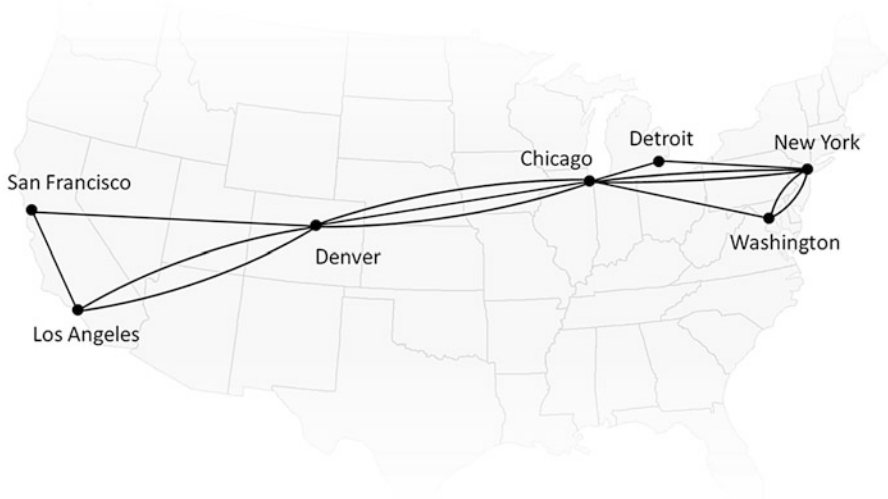 Detroit
New York
Chicago
San Francisco
Washington
Denver
Los Angeles